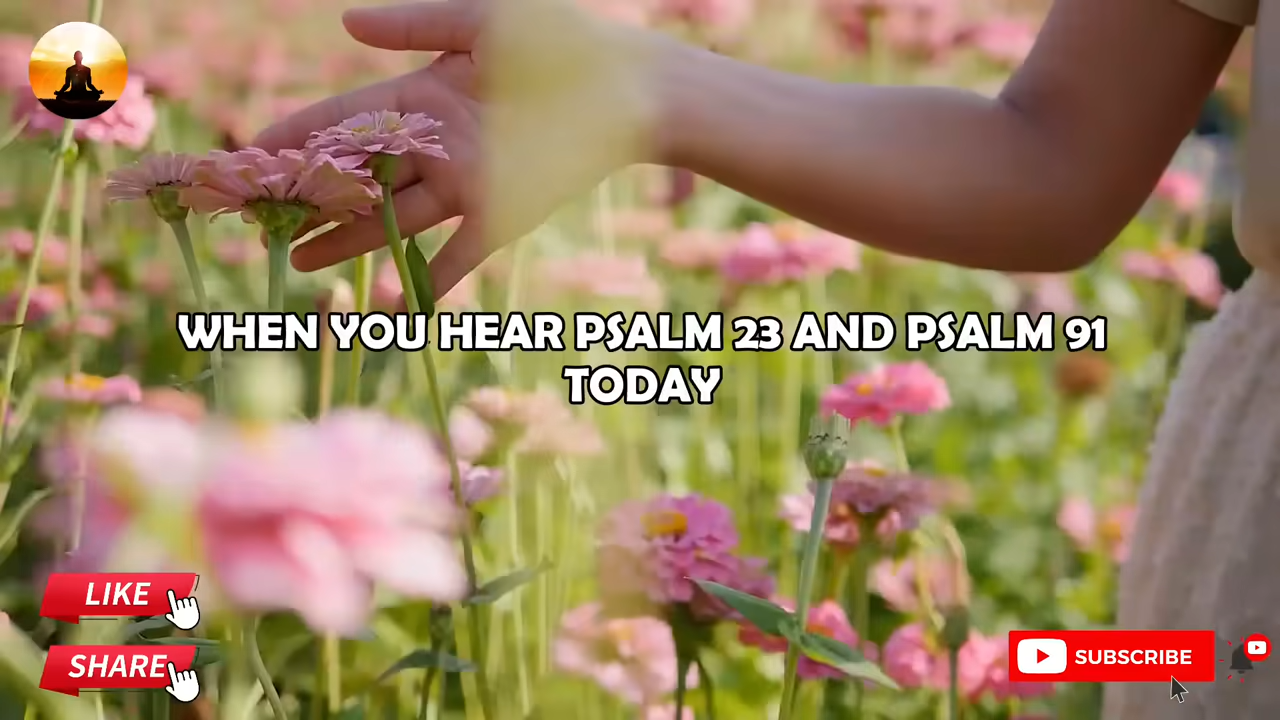 WHEN YOU HEAR PSALM 23 AND PSALM 91
TODAY
LIKE
SHARE
SUBSCRIBE